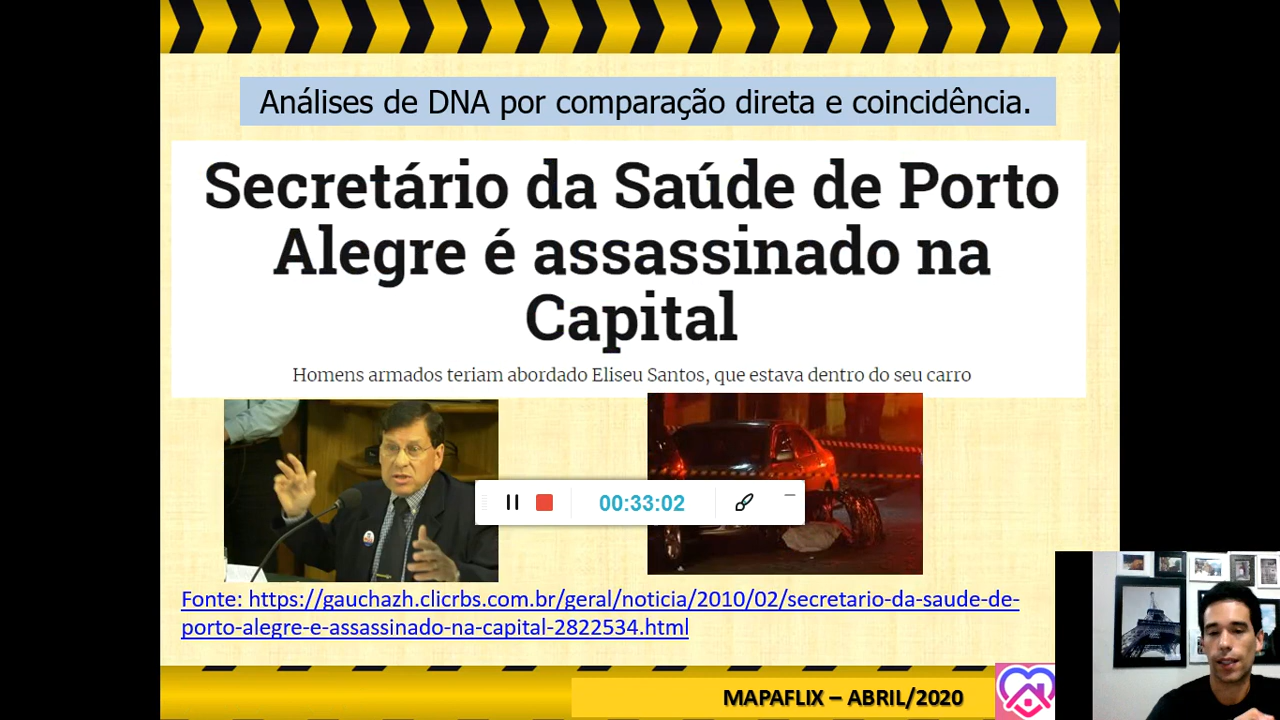 Análises de DNA por comparação direta e coincidência.
Secretário da Saúde de Porto
Alegre é assassinado na
Capital
Homens armados teriam abordado Eliseu Santos, que estava dentro do seu carro
00:33:02
Fonte: https://gauchazh.clicrbs.com.br/geral/noticia/2010/02/secretario-da-saude-de-
porto-alegre-e-assassinado-na-capital-2822534.html
MAPAFLIX – ABRIL/2020